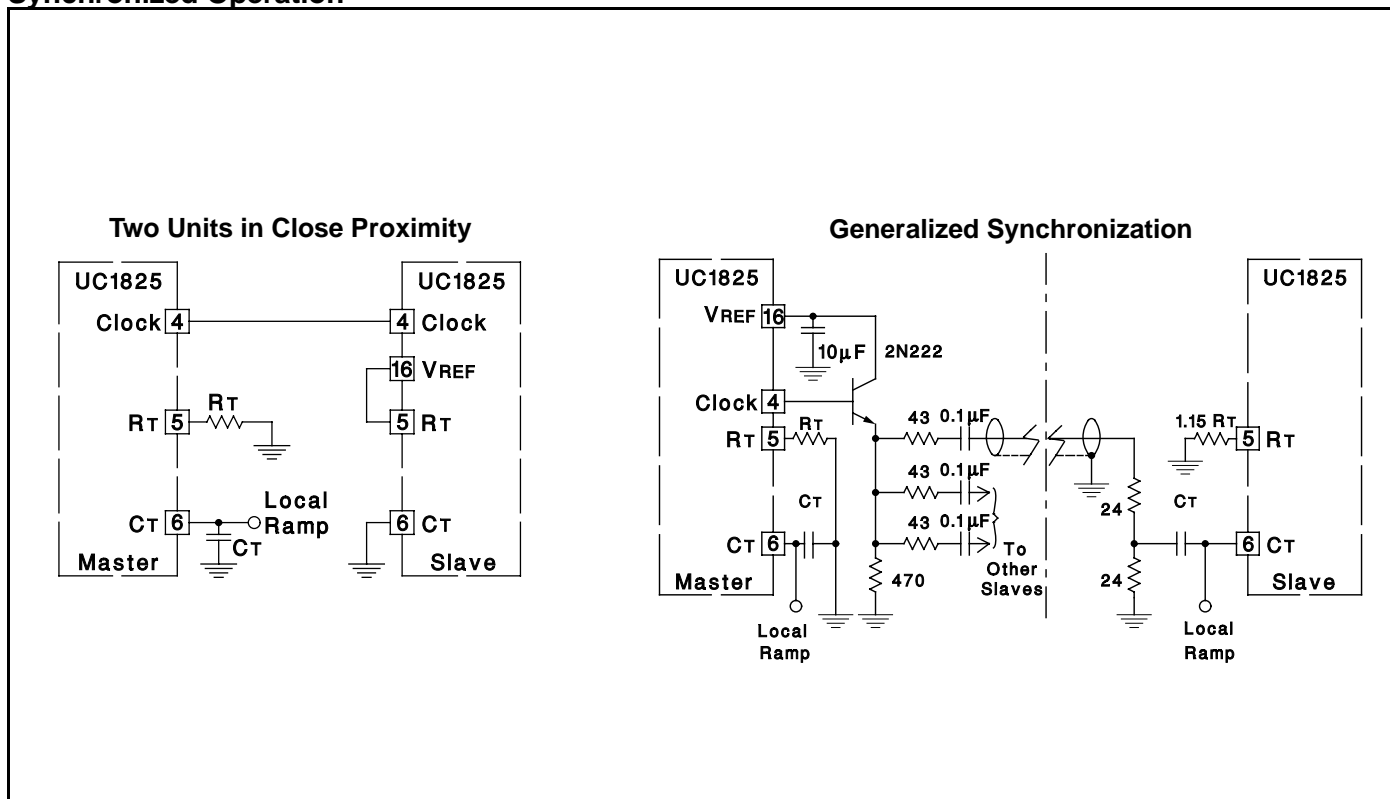 Synchronized Operation
Two Units in Close Proximity
UC1825
Clock 4
RT 5
RT
CT 6
CT
Local
Ramp
Master
UC1825
4 Clock
16 VREF
5 RT
6 CT
Slave
Generalized Synchronization
UC1825
VREF 16
10µF
2N222
Clock 4
RT 5
RT
43 0.1µF
43 0.1µF
43 0.1µF
CT
CT 6
Master
470
To
Other
Slaves
Local
Ramp
UC1825
1.15 RT
5 RT
24
CT
24
6 CT
Slave
Local
Ramp